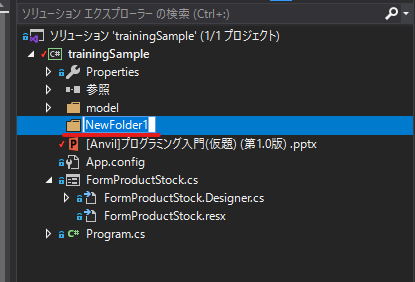 ソリューション エクスプローラー の検索 (Ctrl+:)
ソリューション 'trainingSample' (1/1 プロジェクト)
trainingSample
Properties
参照
model
NewFolder1
[Anvil]プログラミング入門(仮題) (第1.0版) .pptx
App.config
FormProductStock.cs
FormProductStock.Designer.cs
FormProductStock.resx
Program.cs